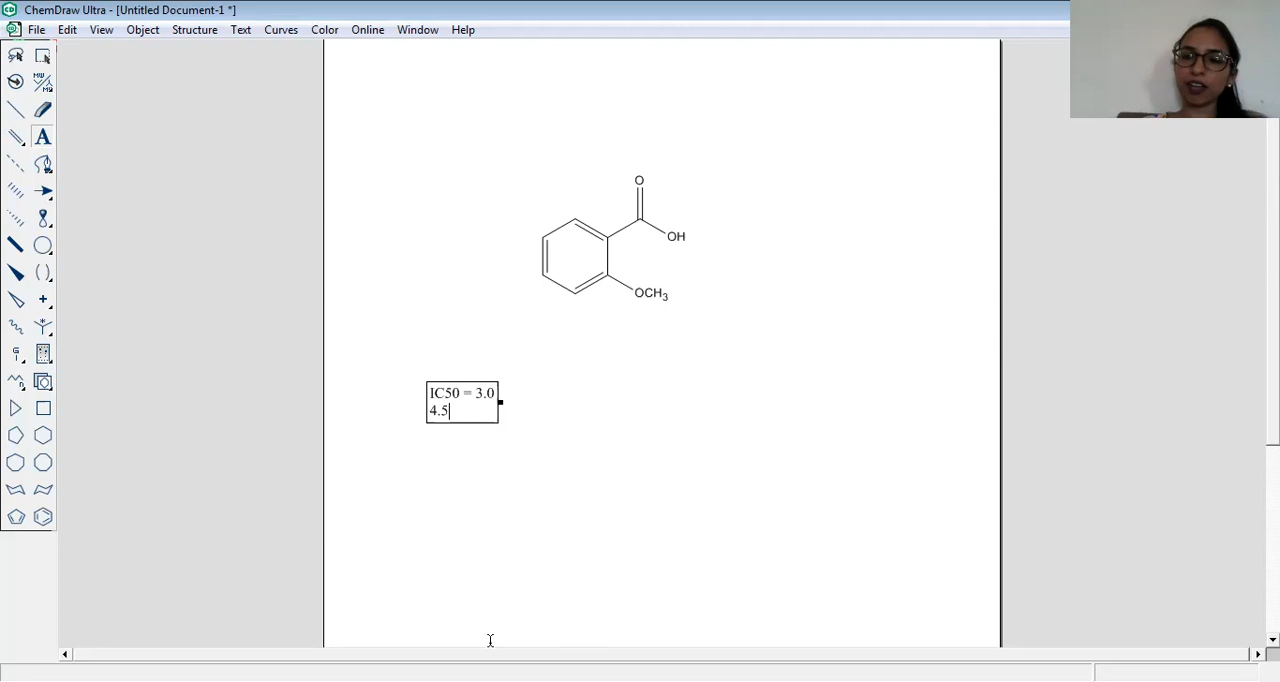 ChemDraw Ultra - [Untitled Document-1 *]
File Edit View Object Structure Text Curves Color Online Window Help
O
OH
OCH3
IC50 = 3.0
4.5